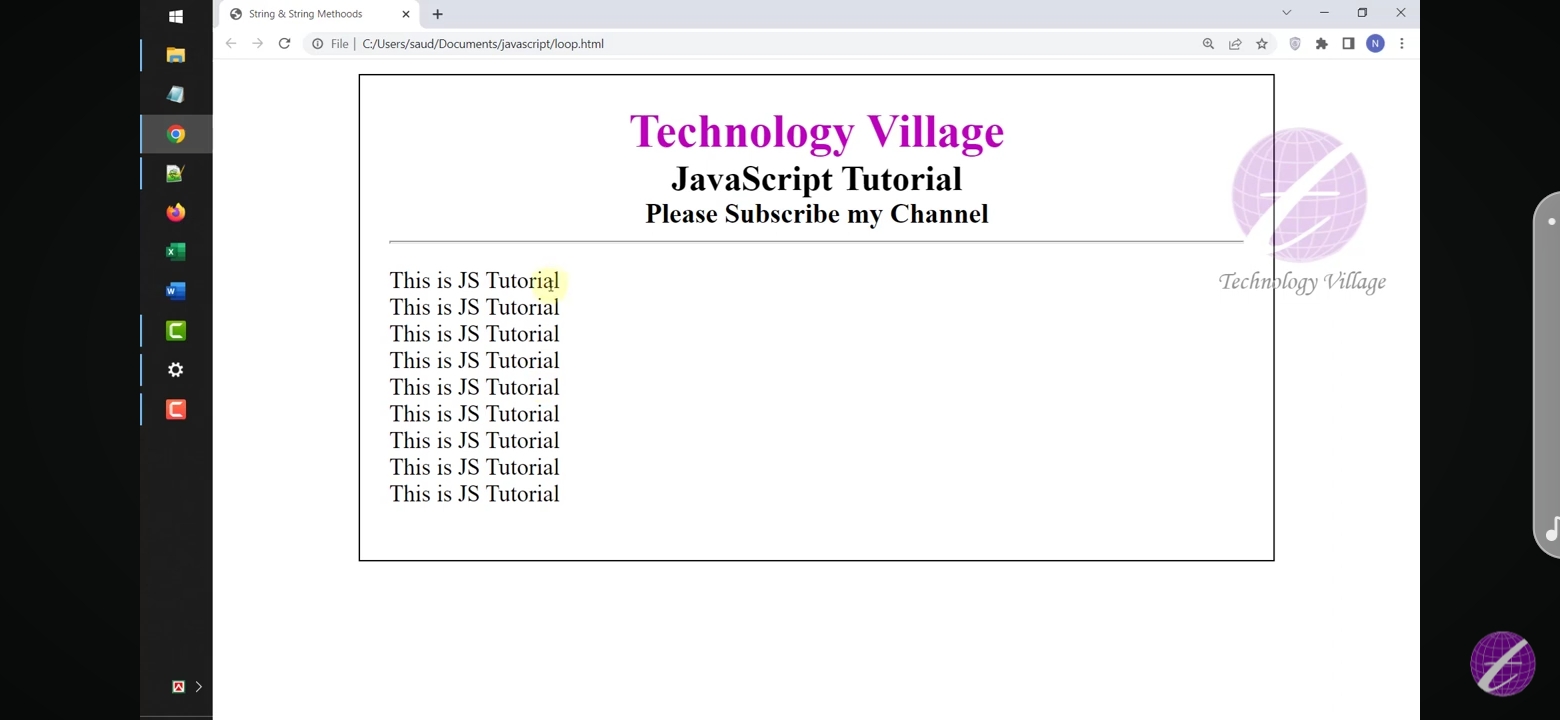 String & String Methoods
File
C:/Users/saud/Documents/javascript/loop.html
N
Technology Village
JavaScript Tutorial
Please Subscribe my Channel
Technology Village
This is JS Tutorial
This is JS Tutorial
This is JS Tutorial
This is JS Tutorial
This is JS Tutorial
This is JS Tutorial
This is JS Tutorial
This is JS Tutorial
This is JS Tutorial